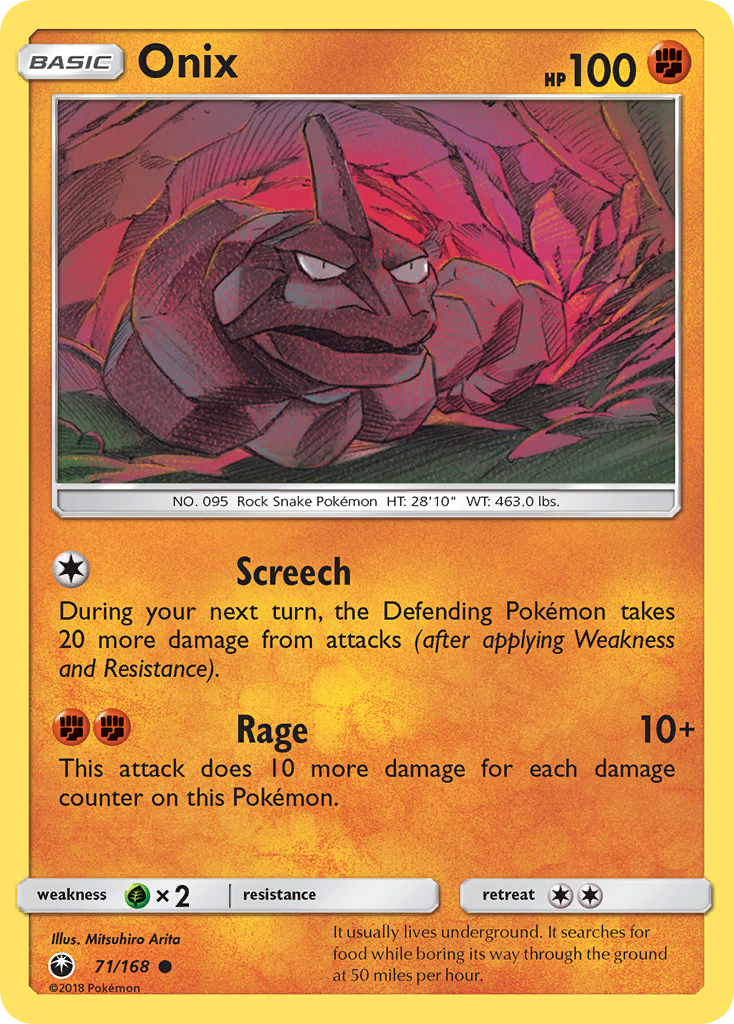 BASIC Onix HP 100
NO. 095 Rock Snake Pokémon HT: 28'10" WT: 463.0 lbs.
Screech
During your next turn, the Defending Pokémon takes
20 more damage from attacks (after applying Weakness
and Resistance).
Rage 10+
This attack does 10 more damage for each damage
counter on this Pokémon.
weakness × 2 resistance retreat
Illus. Mitsuhiro Arita
71/168
©2018 Pokémon
It usually lives underground. It searches for
food while boring its way through the ground
at 50 miles per hour.